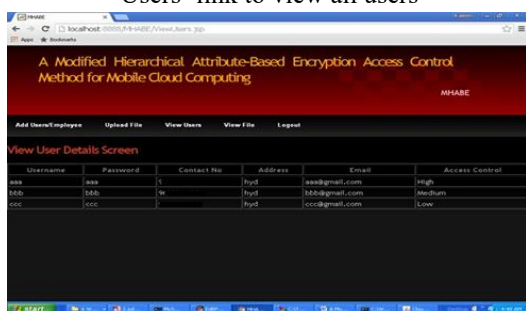 Users" link to view all users
MHABE
localhost:8080/MHABE/ViewUsers.jsp
Apps Bookmarks
A Modified Hierarchical Attribute-Based Encryption Access Control
Method for Mobile Cloud Computing
MHABE
Add Users/Employee Upload File View Users View File Logout
View User Details Screen
Username Password Contact No Address Email Access Control
aaa aaa hyd aaa@gmail.com High
bbb bbb 9 hyd bbb@gmail.com Medium
ccc ccc hyd ccc@gmail.com Low
start